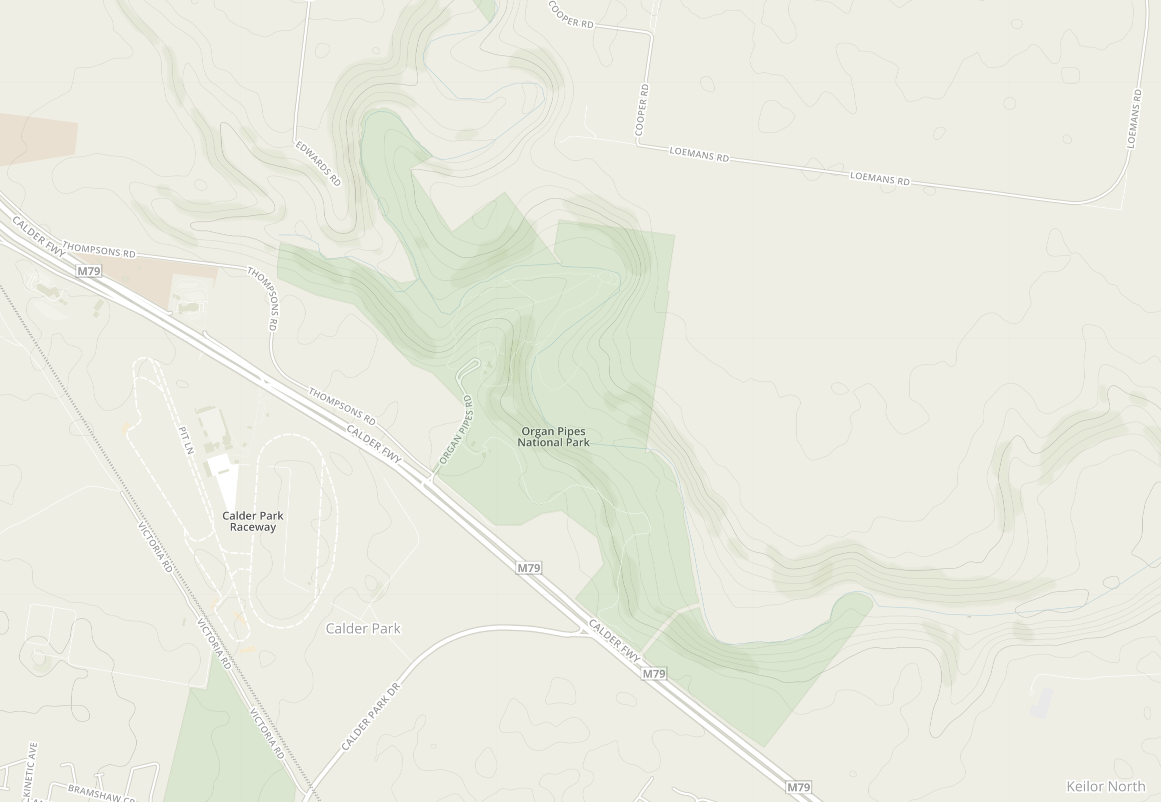 COOPER RD
COOPER RD
LOEMANS RD
EDWARDS RD
LOEMANS RD
LOEMANS RD
CALDER FWY
THOMPSONS RD
M79
THOMPSONS RD
THOMPSONS RD
CALDER FWY
ORGAN PIPES RD
Organ Pipes
National Park
PIT LN
Calder Park
Raceway
VICTORIA RD
M79
VICTORIA RD
Calder Park
CALDER FWY
M79
CALDER PARK DR
VICTORIA RD
KINETIC AVE
BRAMSHAW CR
M79
Keilor North